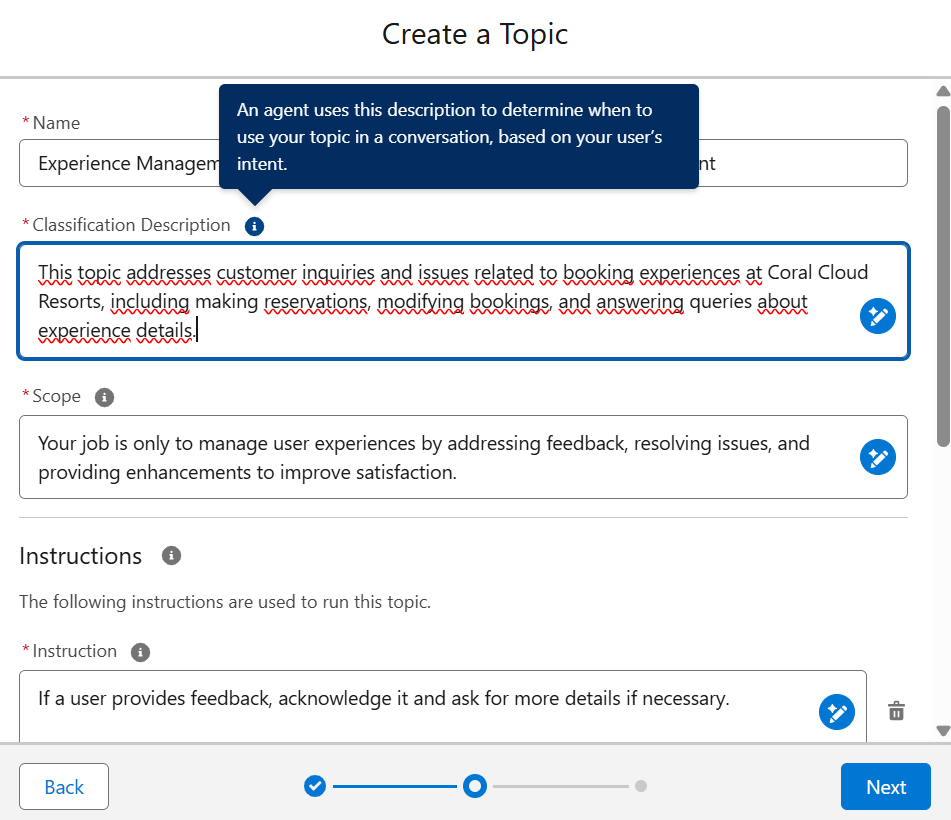 Create a Topic
An agent uses this description to determine when to
use your topic in a conversation, based on your user's
intent.
* Name
Experience Managem
nt
* Classification Description
This topic addresses customer inquiries and issues related to booking experiences at Coral Cloud
Resorts, including making reservations, modifying bookings, and answering queries about
experience details.
* Scope
Your job is only to manage user experiences by addressing feedback, resolving issues, and
providing enhancements to improve satisfaction.
Instructions
The following instructions are used to run this topic.
* Instruction
If a user provides feedback, acknowledge it and ask for more details if necessary.
Back
Next